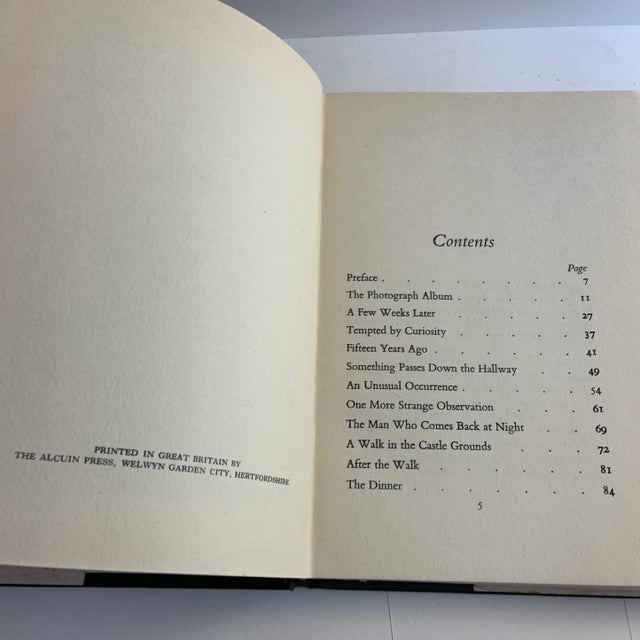 PRINTED IN GREAT BRITAIN BY
THE ALCUIN PRESS, WELWYN GARDEN CITY, HERTFORDSHIRE
Contents
Page
Preface . . . . . . . . 7
The Photograph Album . . . . . 11
A Few Weeks Later . . . . . 27
Tempted by Curiosity . . . . . 37
Fifteen Years Ago . . . . . 41
Something Passes Down the Hallway . . . 49
An Unusual Occurrence . . . . . 54
One More Strange Observation . . . 61
The Man Who Comes Back at Night . . 69
A Walk in the Castle Grounds . . . 72
After the Walk . . . . . 81
The Dinner . . . . . . 84
5